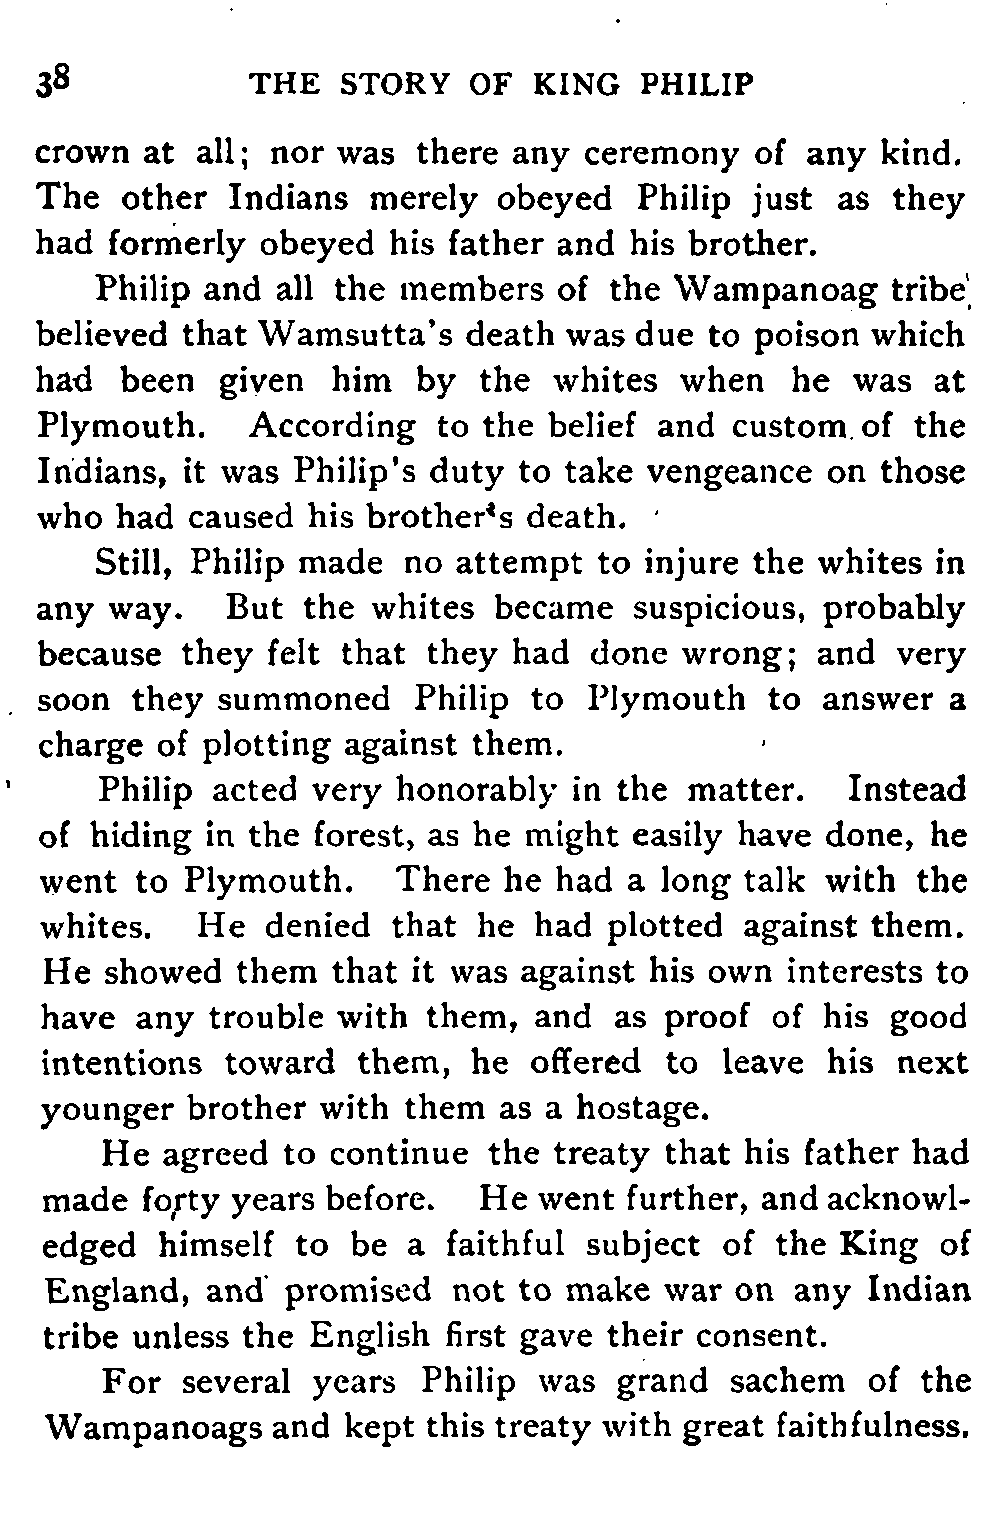 38 THE STORY OF KING PHILIP
crown at all; nor was there any ceremony of any kind.
The other Indians merely obeyed Philip just as they
had formerly obeyed his father and his brother.
Philip and all the members of the Wampanoag tribe
believed that Wamsutta's death was due to poison which
had been given him by the whites when he was at
Plymouth. According to the belief and custom of the
Indians, it was Philip's duty to take vengeance on those
who had caused his brother's death.
Still, Philip made no attempt to injure the whites in
any way. But the whites became suspicious, probably
because they felt that they had done wrong; and very
soon they summoned Philip to Plymouth to answer a
charge of plotting against them.
Philip acted very honorably in the matter. Instead
of hiding in the forest, as he might easily have done, he
went to Plymouth. There he had a long talk with the
whites. He denied that he had plotted against them.
He showed them that it was against his own interests to
have any trouble with them, and as proof of his good
intentions toward them, he offered to leave his next
younger brother with them as a hostage.
He agreed to continue the treaty that his father had
made forty years before. He went further, and acknowl-
edged himself to be a faithful subject of the King of
England, and promised not to make war on any Indian
tribe unless the English first gave their consent.
For several years Philip was grand sachem of the
Wampanoags and kept this treaty with great faithfulness.